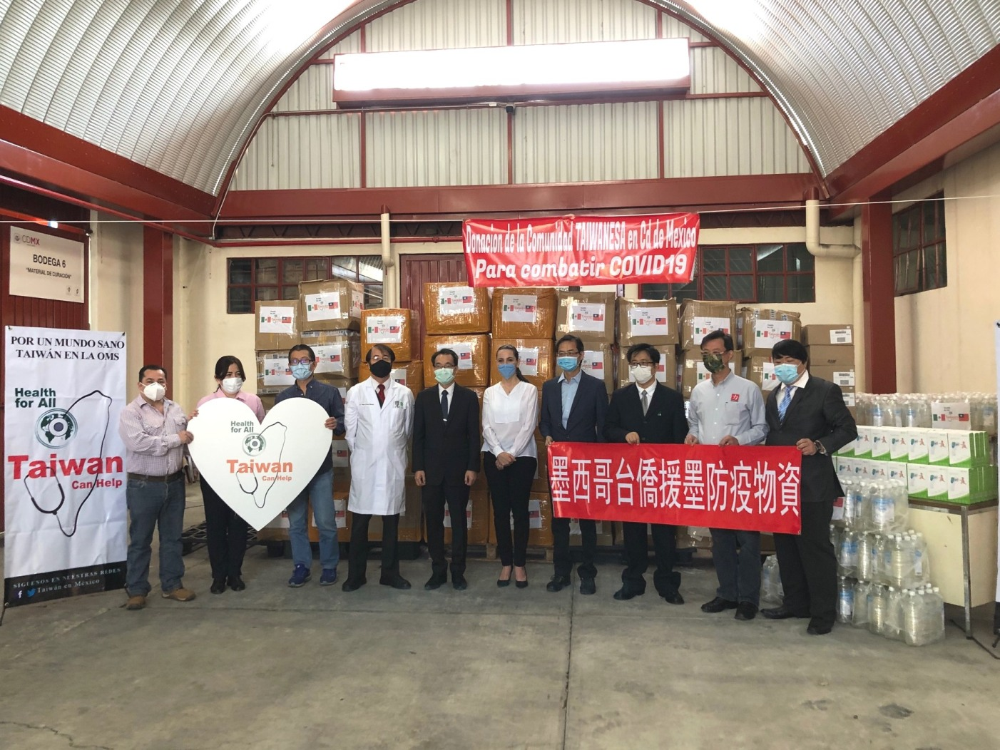 Donación de la Comunidad TAIWANESA en Cd de Mexico
Para combatir COVID19
CDMX
BODEGA 6
"MATERIAL DE CURACIÓN"
POR UN MUNDO SANO
TAIWÁN EN LA OMS
Health
for All
Taiwan
Can Help
SÍGUENOS EN NUESTRAS REDES
Taiwán en México
Health
for All
Taiwan
Can Help
墨西哥台僑援墨防疫物資
力